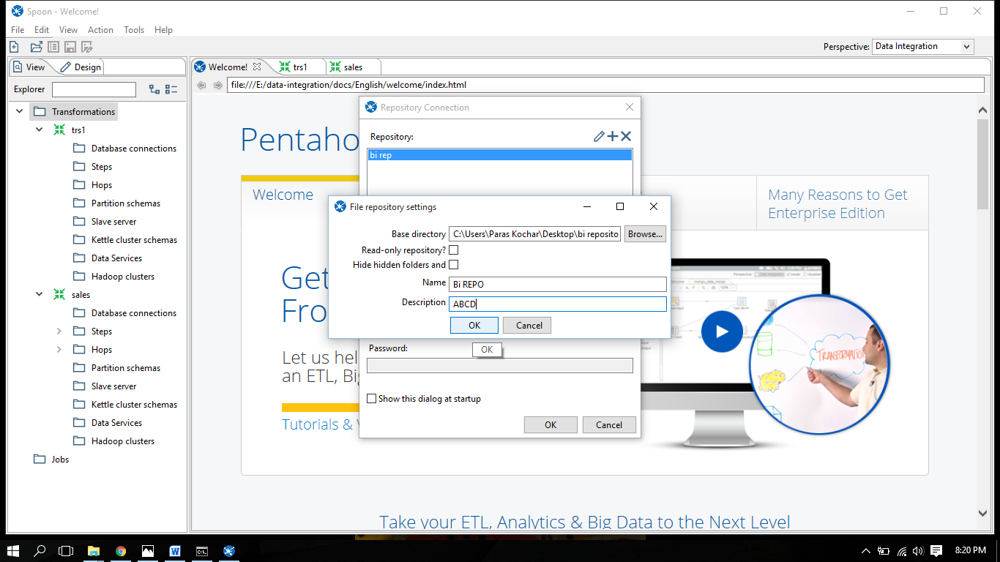 Spoon - Welcome!
File Edit View Action Tools Help
Perspective: Data Integration
View Design
Welcome! trs1 sales
Explorer
file:///E:/data-integration/docs/English/welcome/index.html
Transformations
trs1
Database connections
Steps
Hops
Partition schemas
Slave server
Kettle cluster schemas
Data Services
Hadoop clusters
sales
Database connections
Steps
Hops
Partition schemas
Slave server
Kettle cluster schemas
Data Services
Hadoop clusters
Jobs
Pentaho
Welcome
Many Reasons to Get
Enterprise Edition
Get
Fro
Let us hel
an ETL, Big
Tutorials & V
TRANSFORMATION
Take your ETL, Analytics & Big Data to the Next Level
Repository Connection
Repository:
bi rep
File repository settings
Base directory C:\Users\Paras Kochar\Desktop\bi reposito Browse...
Read-only repository?
Hide hidden folders and
Name Bi REPO
Description ABCD
OK Cancel
OK
Password:
Show this dialog at startup
OK Cancel
8:20 PM